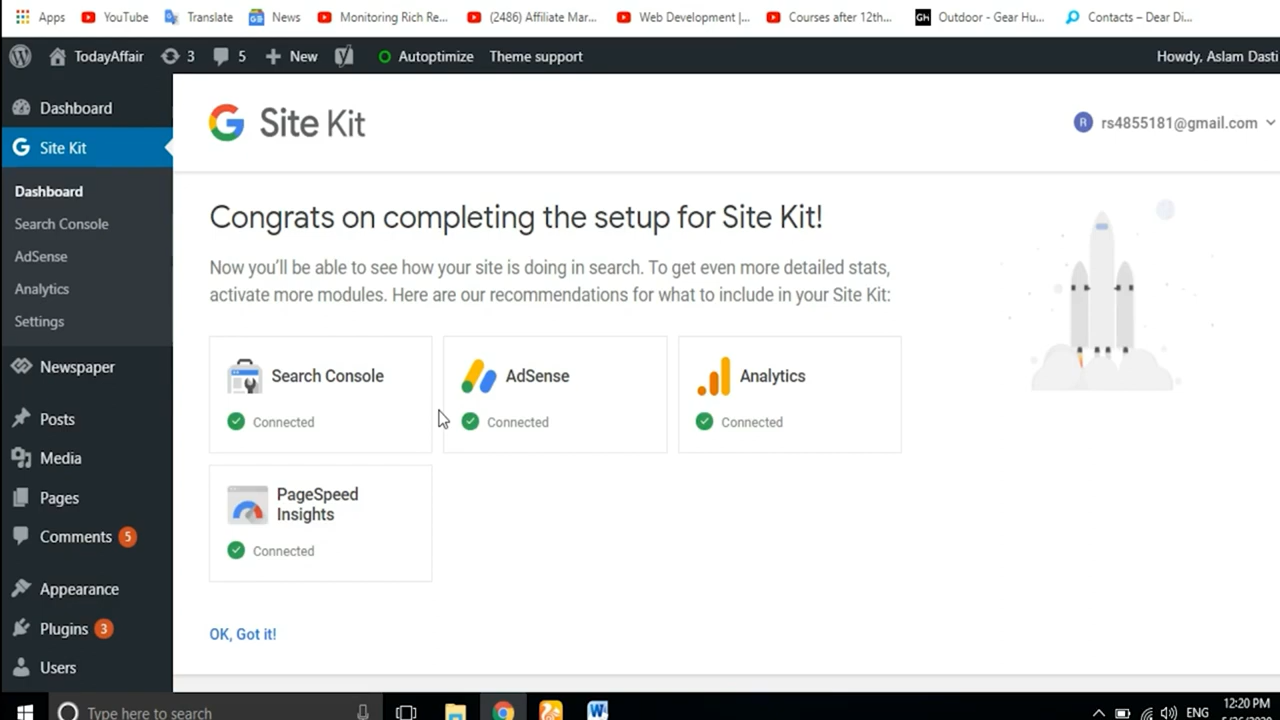 Apps YouTube Translate News Monitoring Rich Re... (2486) Affiliate Mar... Web Development |... Courses after 12th... GH Outdoor - Gear Hu... Contacts – Dear Di...
TodayAffair 3 5 New Autoptimize Theme support Howdy, Aslam Dasti
Dashboard
Site Kit
Dashboard
Search Console
AdSense
Analytics
Settings
Newspaper
Posts
Media
Pages
Comments 5
Appearance
Plugins 3
Users
Site Kit
R rs4855181@gmail.com
Congrats on completing the setup for Site Kit!
Now you'll be able to see how your site is doing in search. To get even more detailed stats,
activate more modules. Here are our recommendations for what to include in your Site Kit:
Search Console
Connected
AdSense
Connected
Analytics
Connected
PageSpeed
Insights
Connected
OK, Got it!
Type here to search
ENG
12:20 PM